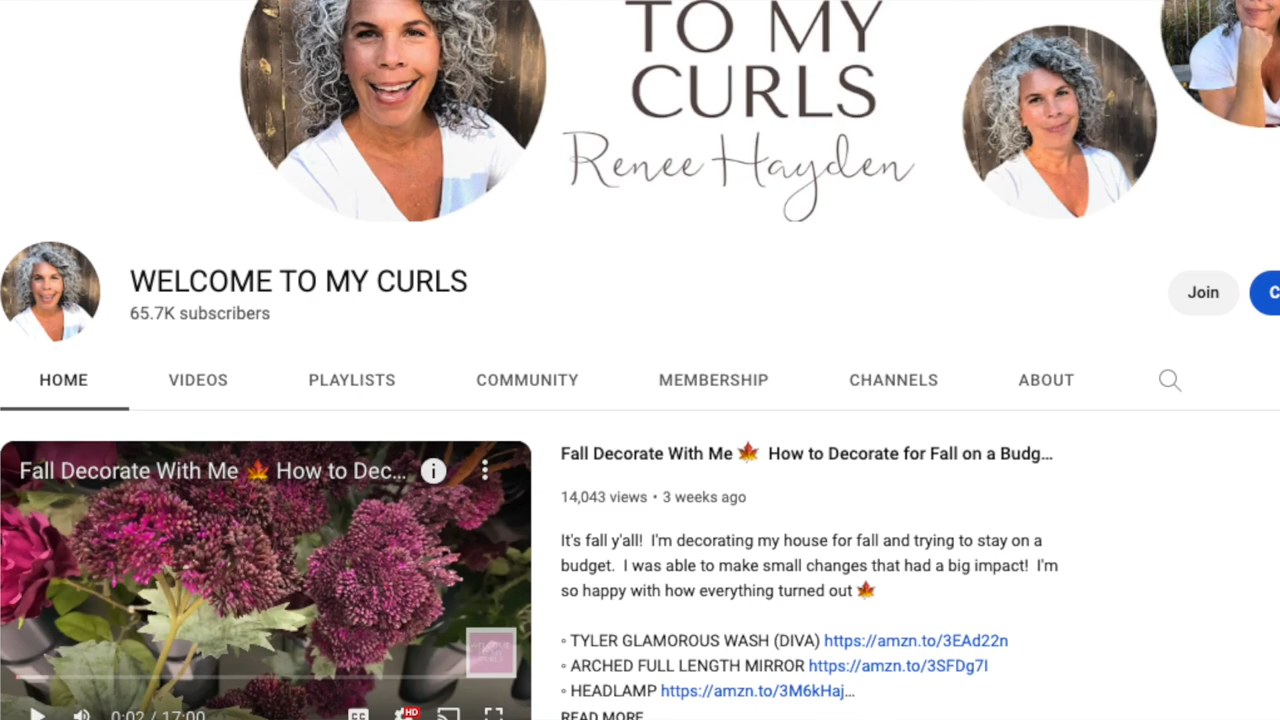 TO MY
CURLS
Renee Hayden
WELCOME TO MY CURLS
65.7K subscribers
Join
C
HOME VIDEOS PLAYLISTS COMMUNITY MEMBERSHIP CHANNELS ABOUT
Fall Decorate With Me 🍁 How to Dec...
Fall Decorate With Me 🍁 How to Decorate for Fall on a Budg...
14,043 views • 3 weeks ago
It's fall y'all! I'm decorating my house for fall and trying to stay on a
budget. I was able to make small changes that had a big impact! I'm
so happy with how everything turned out 🍁
◦ TYLER GLAMOROUS WASH (DIVA) https://amzn.to/3EAd22n
◦ ARCHED FULL LENGTH MIRROR https://amzn.to/3SFDg7I
◦ HEADLAMP https://amzn.to/3M6kHaj...
READ MORE
0:02 / 17:00
HD